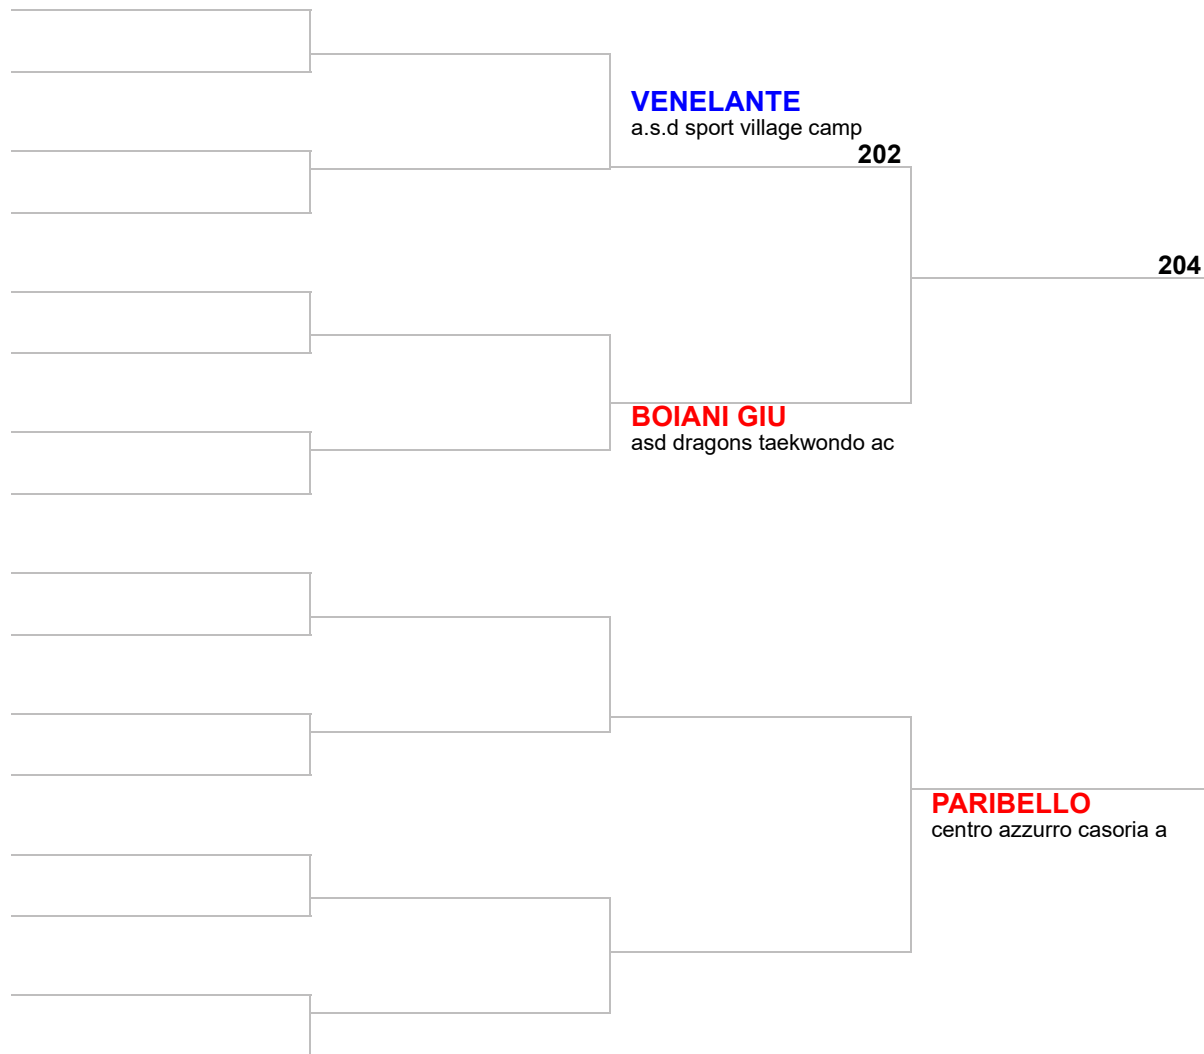 VENELANTE
a.s.d sport village camp
202
204
BOIANI GIU
asd dragons taekwondo ac
PARIBELLO
centro azzurro casoria a